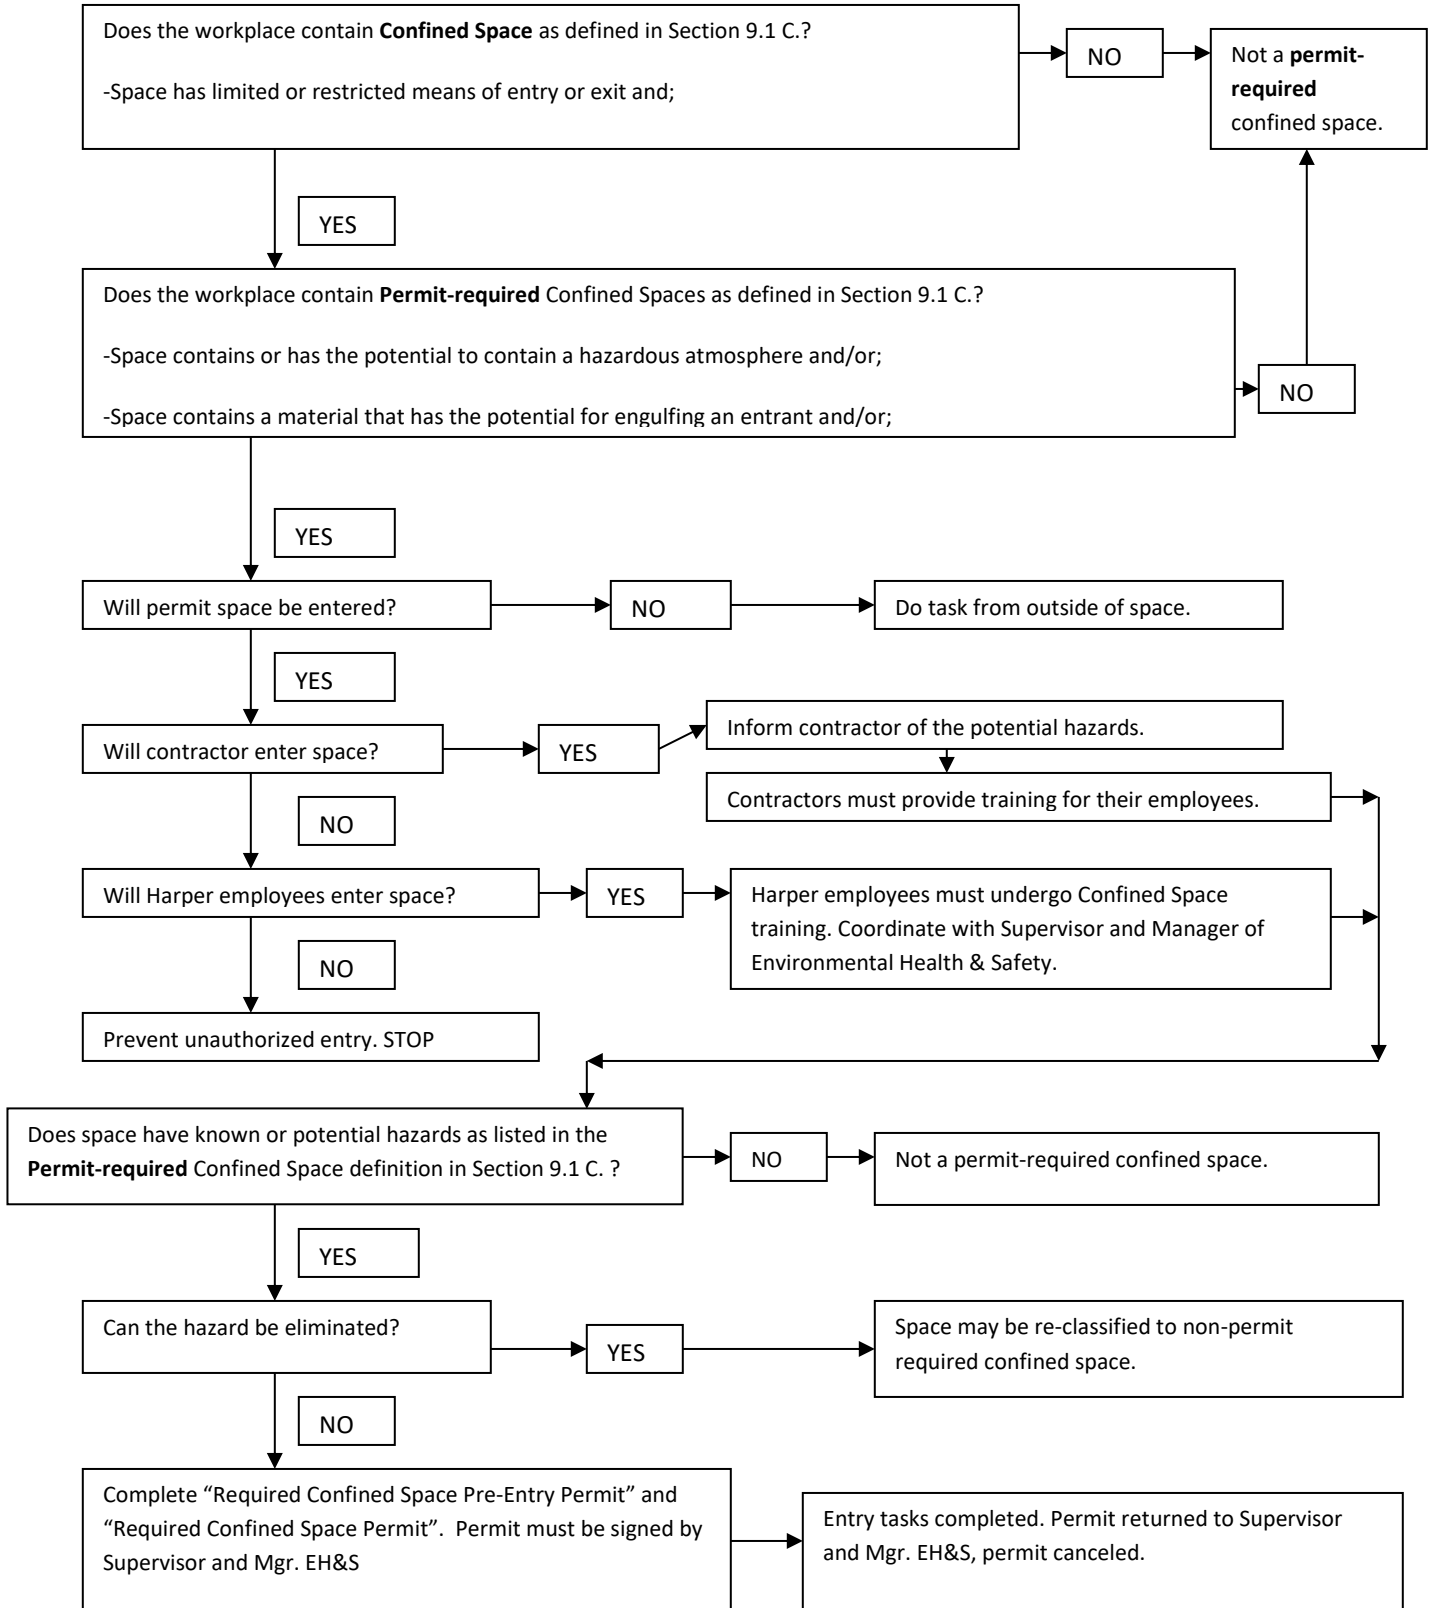 Does the workplace contain Confined Space as defined in Section 9.1 C.?
-Space has limited or restricted means of entry or exit and;
NO
Not a permit-
required
confined space.
YES
Does the workplace contain Permit-required Confined Spaces as defined in Section 9.1 C.?
-Space contains or has the potential to contain a hazardous atmosphere and/or;
-Space contains a material that has the potential for engulfing an entrant and/or;
NO
YES
Will permit space be entered?
NO
Do task from outside of space.
YES
Will contractor enter space?
YES
Inform contractor of the potential hazards.
Contractors must provide training for their employees.
NO
Will Harper employees enter space?
YES
Harper employees must undergo Confined Space
training. Coordinate with Supervisor and Manager of
Environmental Health & Safety.
NO
Prevent unauthorized entry. STOP
Does space have known or potential hazards as listed in the
Permit-required Confined Space definition in Section 9.1 C. ?
NO
Not a permit-required confined space.
YES
Can the hazard be eliminated?
YES
Space may be re-classified to non-permit
required confined space.
NO
Complete “Required Confined Space Pre-Entry Permit” and
“Required Confined Space Permit”.  Permit must be signed by
Supervisor and Mgr. EH&S
Entry tasks completed. Permit returned to Supervisor
and Mgr. EH&S, permit canceled.